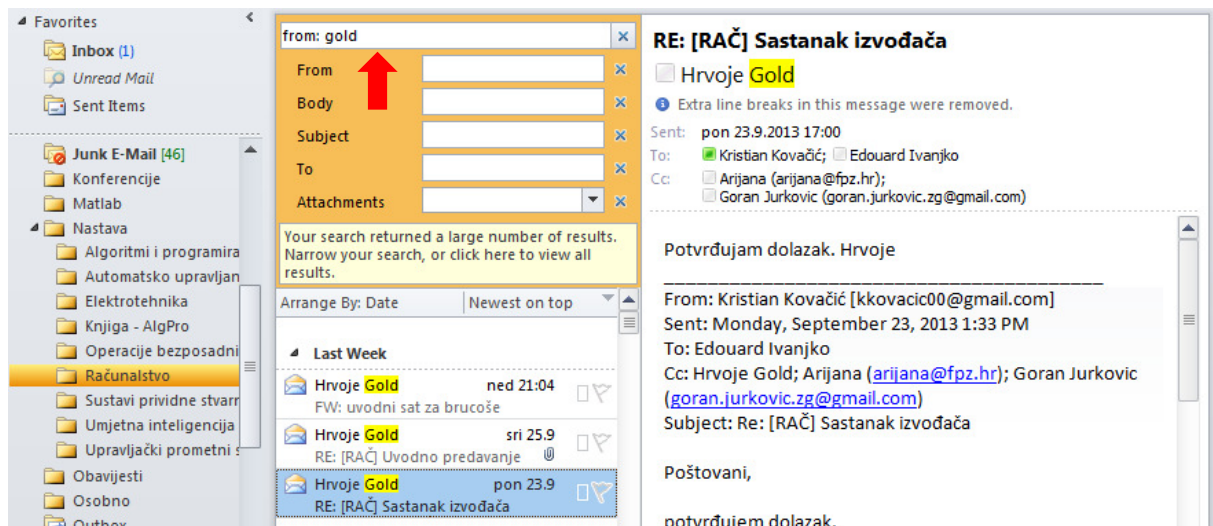 Favorites
Inbox (1)
Unread Mail
Sent Items
Junk E-Mail [46]
Konferencije
Matlab
Nastava
Algoritmi i programira
Automatsko upravljan
Elektrotehnika
Knjiga - AlgPro
Operacije bezposadni
Računalstvo
Sustavi prividne stvarr
Umjetna inteligencija
Upravljački prometni s
Obavijesti
Osobno
Outbox
from: gold
From
Body
Subject
To
Attachments
Your search returned a large number of results.
Narrow your search, or click here to view all
results.
Arrange By: Date Newest on top
Last Week
Hrvoje Gold ned 21:04
FW: uvodni sat za brucoše
Hrvoje Gold sri 25.9
RE: [RAČ] Uvodno predavanje
Hrvoje Gold pon 23.9
RE: [RAČ] Sastanak izvođača
RE: [RAČ] Sastanak izvođača
Hrvoje Gold
Extra line breaks in this message were removed.
Sent: pon 23.9.2013 17:00
To: Kristian Kovačić; Edouard Ivanjko
Cc: Arijana (arijana@fpz.hr);
Goran Jurkovic (goran.jurkovic.zg@gmail.com)
Potvrđujam dolazak. Hrvoje
From: Kristian Kovačić [kkovacic00@gmail.com]
Sent: Monday, September 23, 2013 1:33 PM
To: Edouard Ivanjko
Cc: Hrvoje Gold; Arijana (arijana@fpz.hr); Goran Jurkovic
(goran.jurkovic.zg@gmail.com)
Subject: Re: [RAČ] Sastanak izvođača
Poštovani,
potvrđujem dolazak.